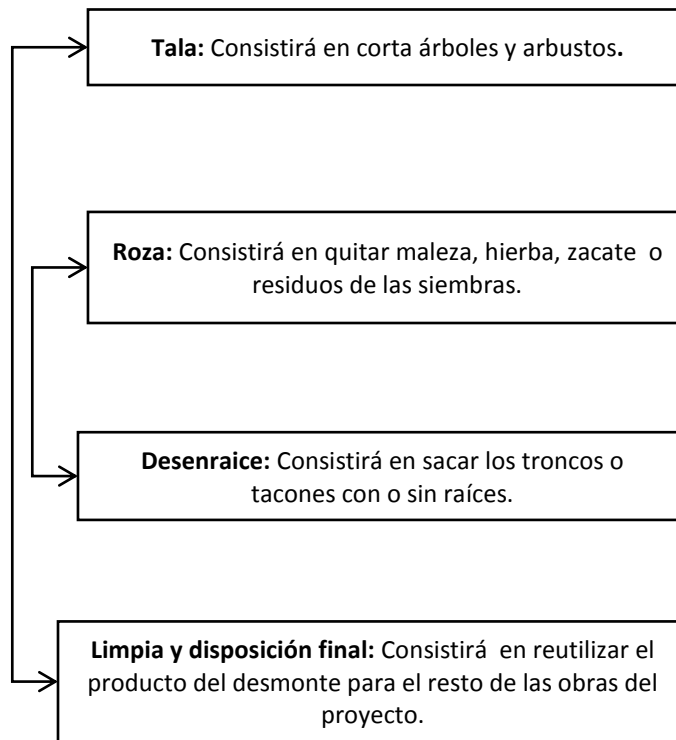 Tala: Consistirá en corta árboles y arbustos.
Roza: Consistirá en quitar maleza, hierba, zacate o
residuos de las siembras.
Desenraice: Consistirá en sacar los troncos o
tacones con o sin raíces.
Limpia y disposición final: Consistirá en reutilizar el
producto del desmonte para el resto de las obras del
proyecto.